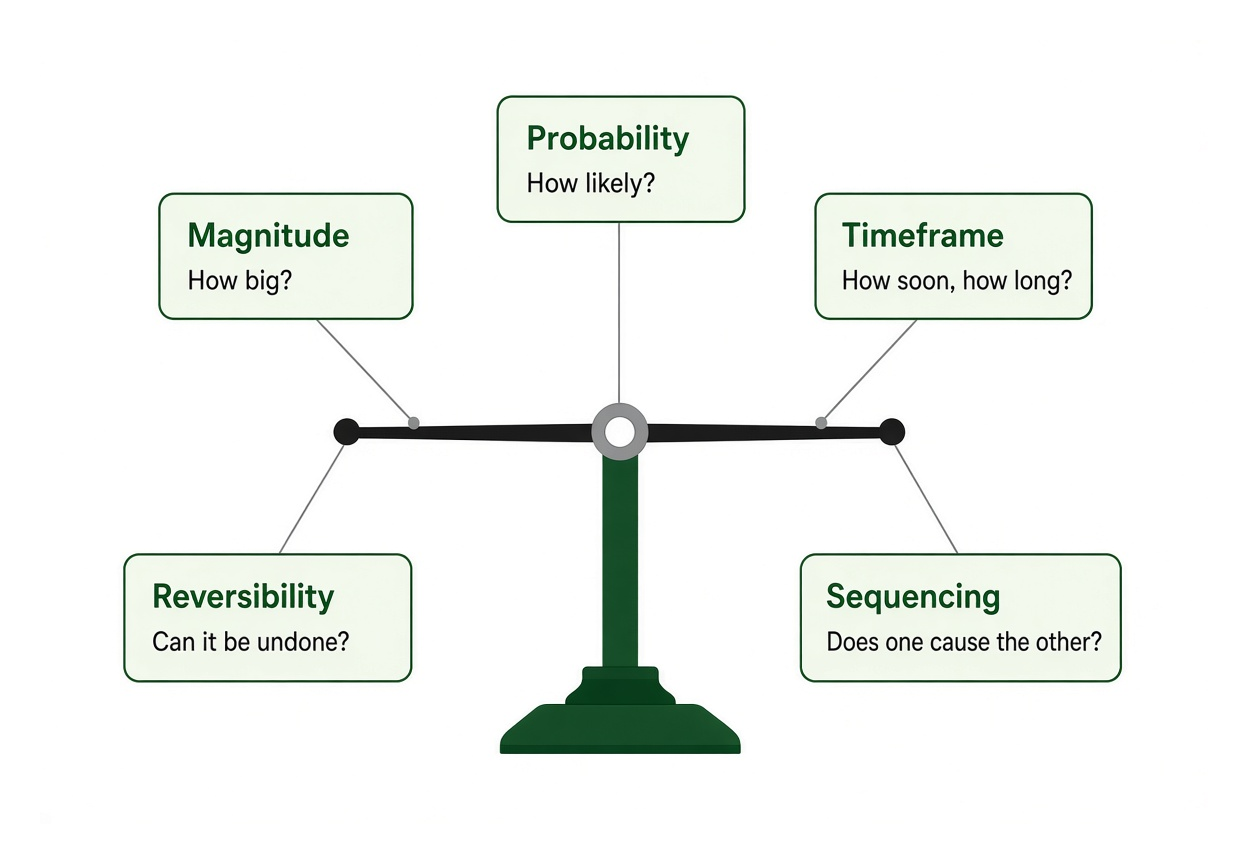 Probability
How likely?
Magnitude
How big?
Timeframe
How soon, how long?
Reversibility
Can it be undone?
Sequencing
Does one cause the other?